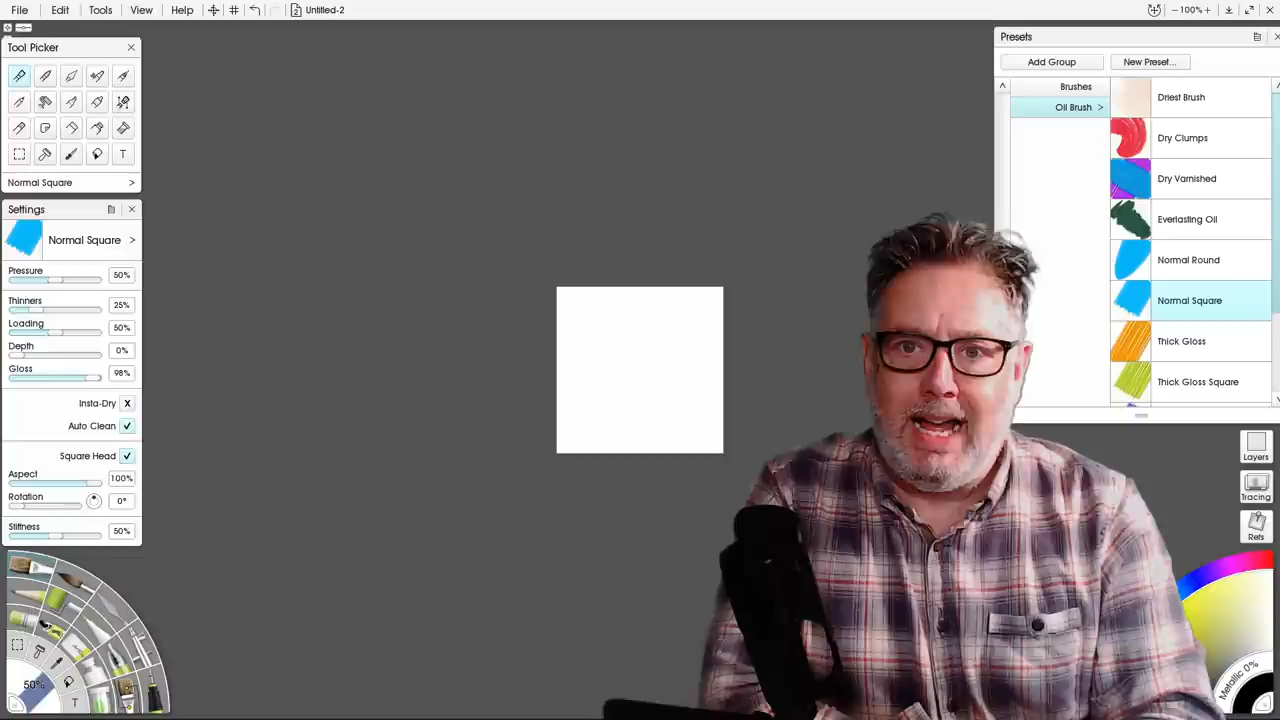 File Edit Tools View Help Untitled-2 − 100% +
Tool Picker
Normal Square >
Settings
Normal Square >
Pressure 50%
Thinners 25%
Loading 50%
Depth 0%
Gloss 98%
Insta-Dry X
Auto Clean
Square Head
Aspect 100%
Rotation 0°
Stiffness 50%
50%
T
T
Presets
Add Group New Preset...
Brushes
Oil Brush >
Driest Brush
Dry Clumps
Dry Varnished
Everlasting Oil
Normal Round
Normal Square
Thick Gloss
Thick Gloss Square
Layers
Tracing
Refs
Metallic 0%